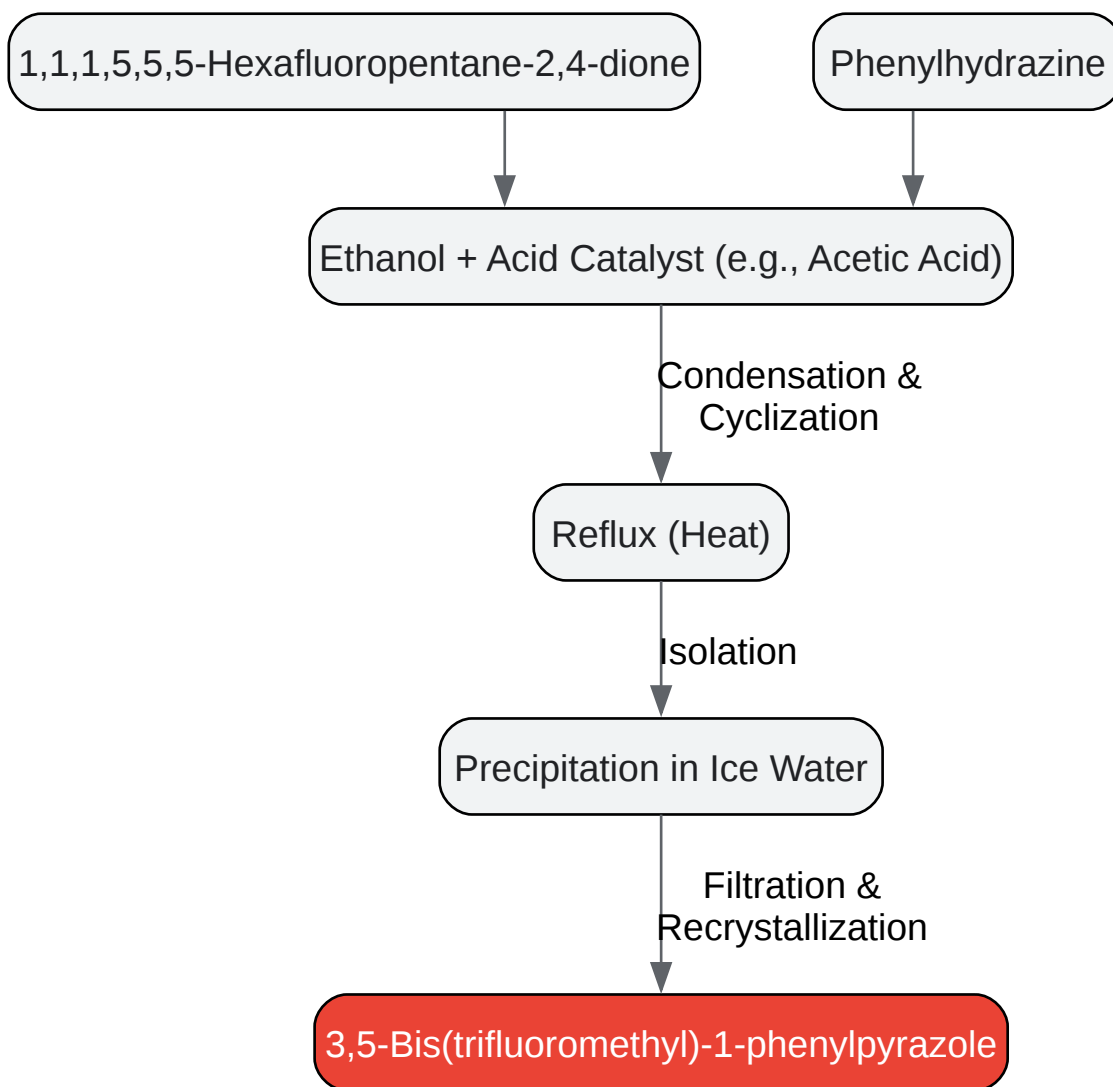 1,1,1,5,5,5-Hexafluoropentane-2,4-dione
Phenylhydrazine
Ethanol + Acid Catalyst (e.g., Acetic Acid)
Condensation &
Cyclization
Reflux (Heat)
Isolation
Precipitation in Ice Water
Filtration &
Recrystallization
3,5-Bis(trifluoromethyl)-1-phenylpyrazole